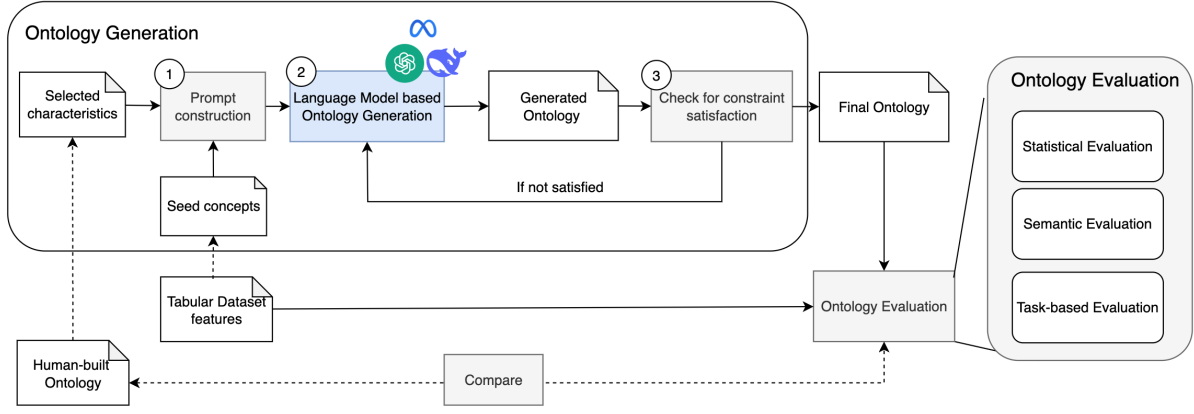 Ontology Generation
1
2
3
Selected
characteristics
Prompt
construction
Language Model based
Ontology Generation
Generated
Ontology
Check for constraint
satisfaction
Final Ontology
If not satisfied
Seed concepts
Tabular Dataset
features
Human-built
Ontology
Compare
Ontology Evaluation
Ontology Evaluation
Statistical Evaluation
Semantic Evaluation
Task-based Evaluation